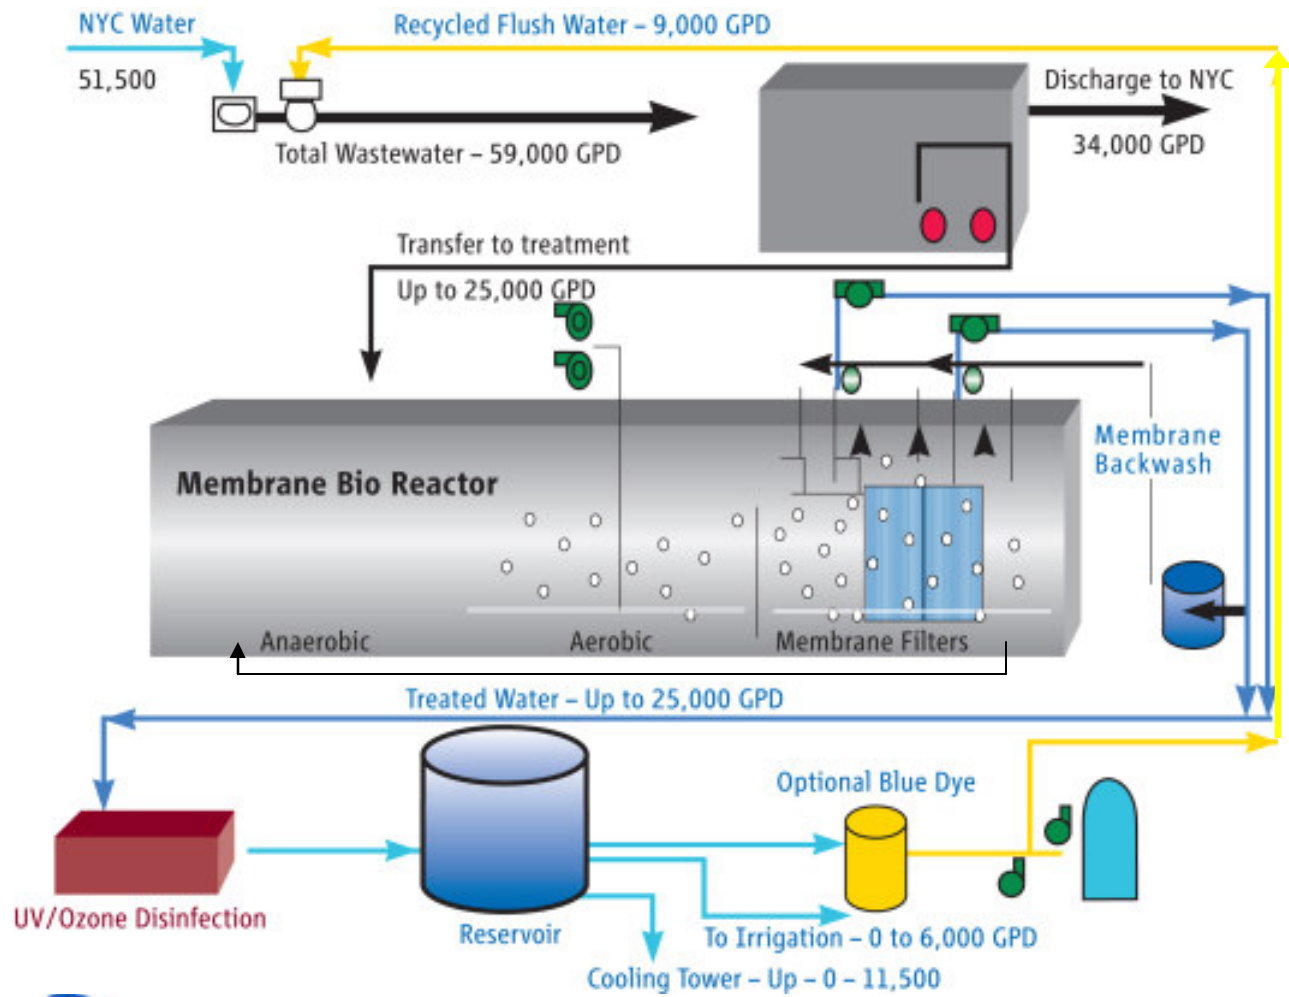 NYC Water
Recycled Flush Water – 9,000 GPD
51,500
Discharge to NYC
34,000 GPD
Total Wastewater – 59,000 GPD
Transfer to treatment
Up to 25,000 GPD
Membrane
Backwash
Membrane Bio Reactor
Anaerobic
Aerobic
Membrane Filters
Treated Water – Up to 25,000 GPD
Optional Blue Dye
UV/Ozone Disinfection
Reservoir
To Irrigation – 0 to 6,000 GPD
Cooling Tower – Up – 0 – 11,500